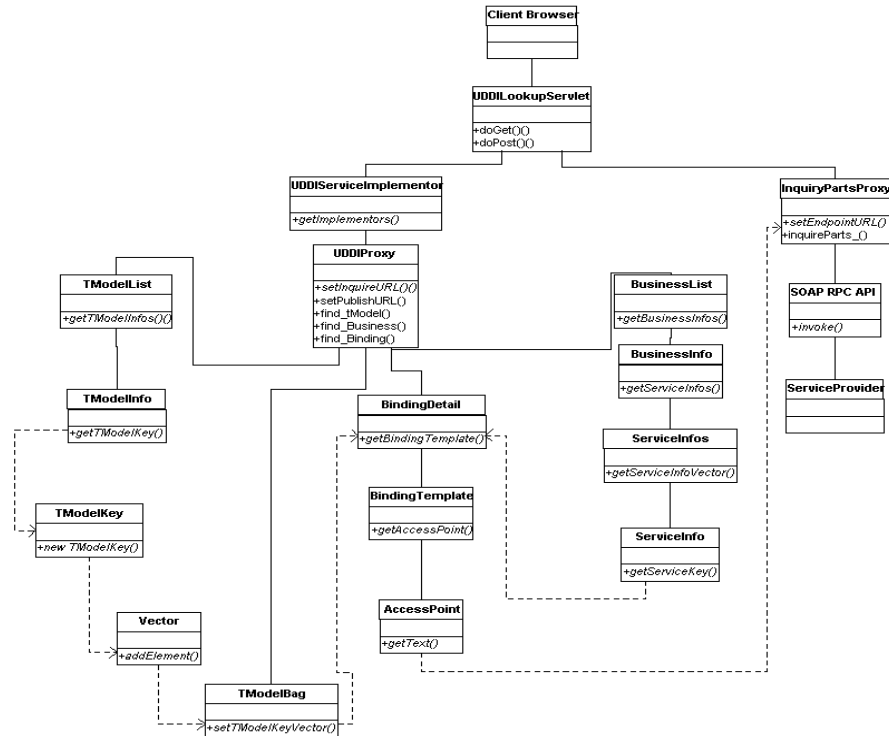 Client Browser
UDDILookupServlet
+doGet()()
+doPost()()
UDDIServiceImplementor
+getImplementors()
InquiryPartsProxy
+setEndpointURL()
+inquireParts_()
UDDIProxy
+setInquireURL()()
+setPublishURL()
+find_tModel()
+find_Business()
+find_Binding()
TModelList
+getTModelInfos()()
BusinessList
+getBusinessInfos()
SOAP RPC API
+invoke()
BusinessInfo
+getServiceInfos()
ServiceProvider
TModelInfo
+getTModelKey()
BindingDetail
+getBindingTemplate()
ServiceInfos
+getServiceInfoVector()
BindingTemplate
+getAccessPoint()
TModelKey
+new TModelKey()
ServiceInfo
+getServiceKey()
AccessPoint
+getText()
Vector
+addElement()
TModelBag
+setTModelKeyVector()